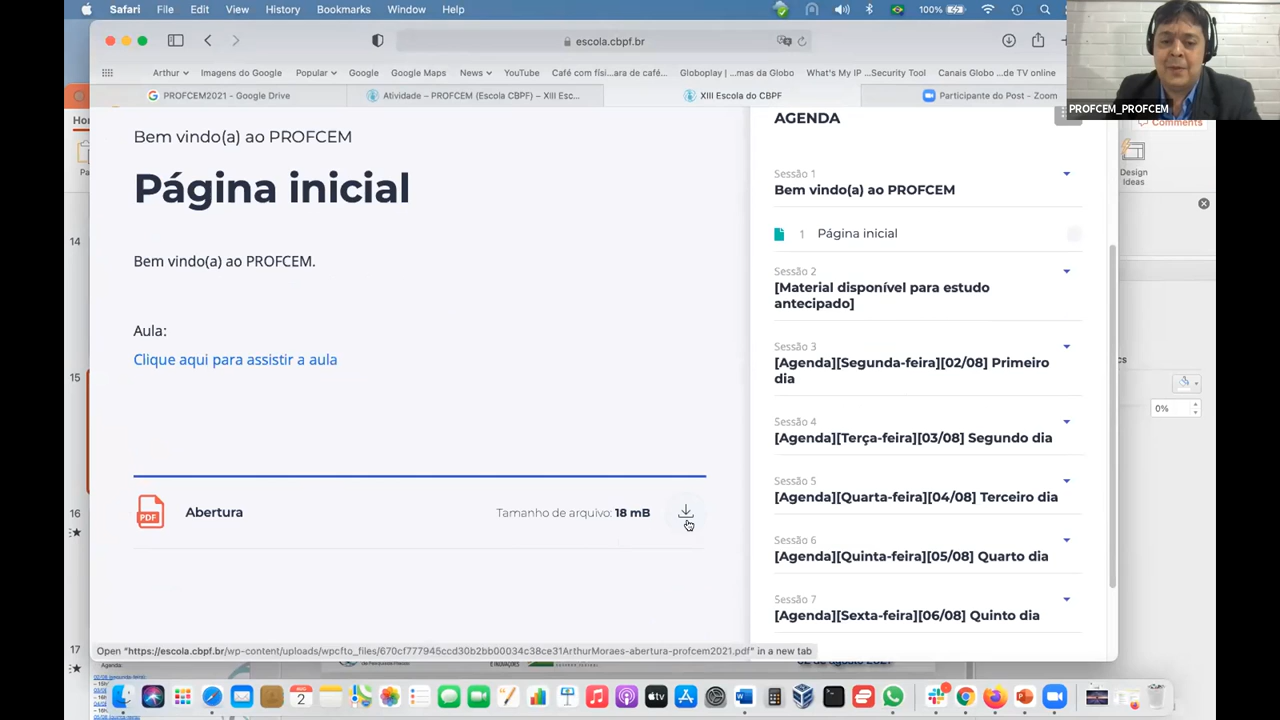 Safari File Edit View History Bookmarks Window Help 100%
escola.cbpf.br
Arthur Imagens do Google Popular Google Google Maps News YouTube Café com físi...ara de café... Globoplay |...mas da Globo What's My IP ...Security Tool Canais Globo ...de TV online
PROFCEM2021 - Google Drive Atividade – PROFCEM (Escola CBPF) – XIII Esc... XIII Escola do CBPF Participante do Post - Zoom
PROFCEM_PROFCEM
Comments
Design
Ideas
Bem vindo(a) ao PROFCEM
Página inicial
Bem vindo(a) ao PROFCEM.
Aula:
Clique aqui para assistir a aula
PDF Abertura Tamanho de arquivo: 18 mB
AGENDA
Sessão 1
Bem vindo(a) ao PROFCEM
1 Página inicial
Sessão 2
[Material disponível para estudo
antecipado]
Sessão 3
[Agenda][Segunda-feira][02/08] Primeiro
dia
Sessão 4
[Agenda][Terça-feira][03/08] Segundo dia
Sessão 5
[Agenda][Quarta-feira][04/08] Terceiro dia
Sessão 6
[Agenda][Quinta-feira][05/08] Quarto dia
Sessão 7
[Agenda][Sexta-feira][06/08] Quinto dia
0%
14
15
16
17
Open "https://escola.cbpf.br/wp-content/uploads/wpcfto_files/670cf777945ccd30b2bb00034c38ce31ArthurMoraes-abertura-profcem2021.pdf" in a new tab